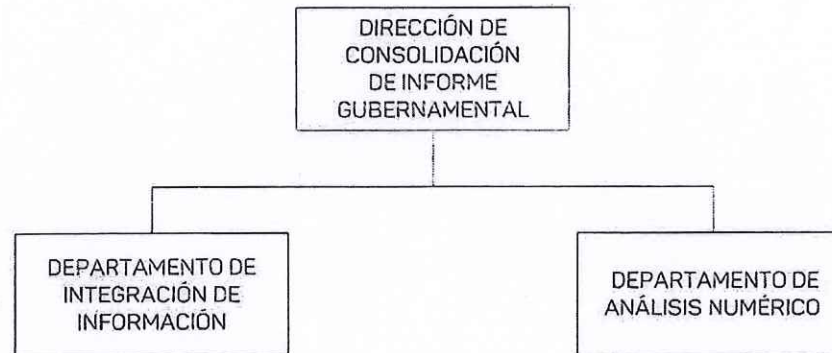 DIRECCIÓN DE
CONSOLIDACIÓN
DE INFORME
GUBERNAMENTAL
DEPARTAMENTO DE
INTEGRACIÓN DE
INFORMACIÓN
DEPARTAMENTO DE
ANÁLISIS NUMÉRICO